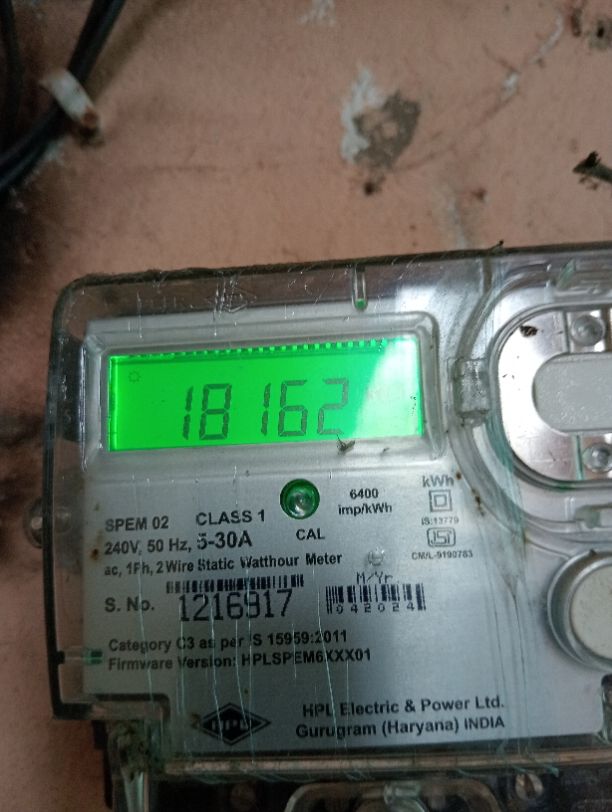 18162
kWh
6400
imp/kWh
SPEM 02 CLASS 1
CAL
IS:13779
240V, 50 Hz, 5-30A
ISI
CM/L-9190783
ac, 1Ph, 2 Wire Static Watthour Meter
M/Yr.
S. No. 1216917
042024
Category C3 as per IS 15959:2011
Firmware Version: HPLSPEM6XXX01
HPL
HPL Electric & Power Ltd.
Gurugram (Haryana) INDIA